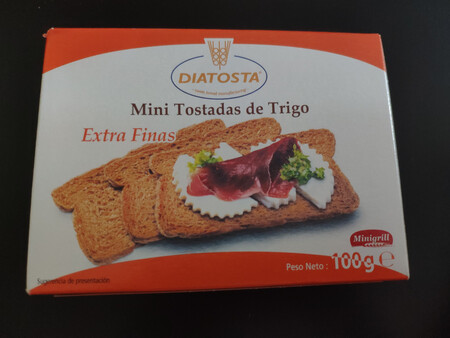 DIATOSTA
Mini Tostadas de Trigo
Extra Finas
Minigrill
Peso Neto : 100g e
Sugerencia de presentación